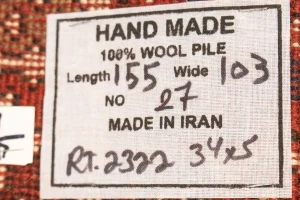 HAND MADE
100% WOOL PILE
Length 155 Wide 103
NO 27
MADE IN IRAN
RT. 2322 34x5